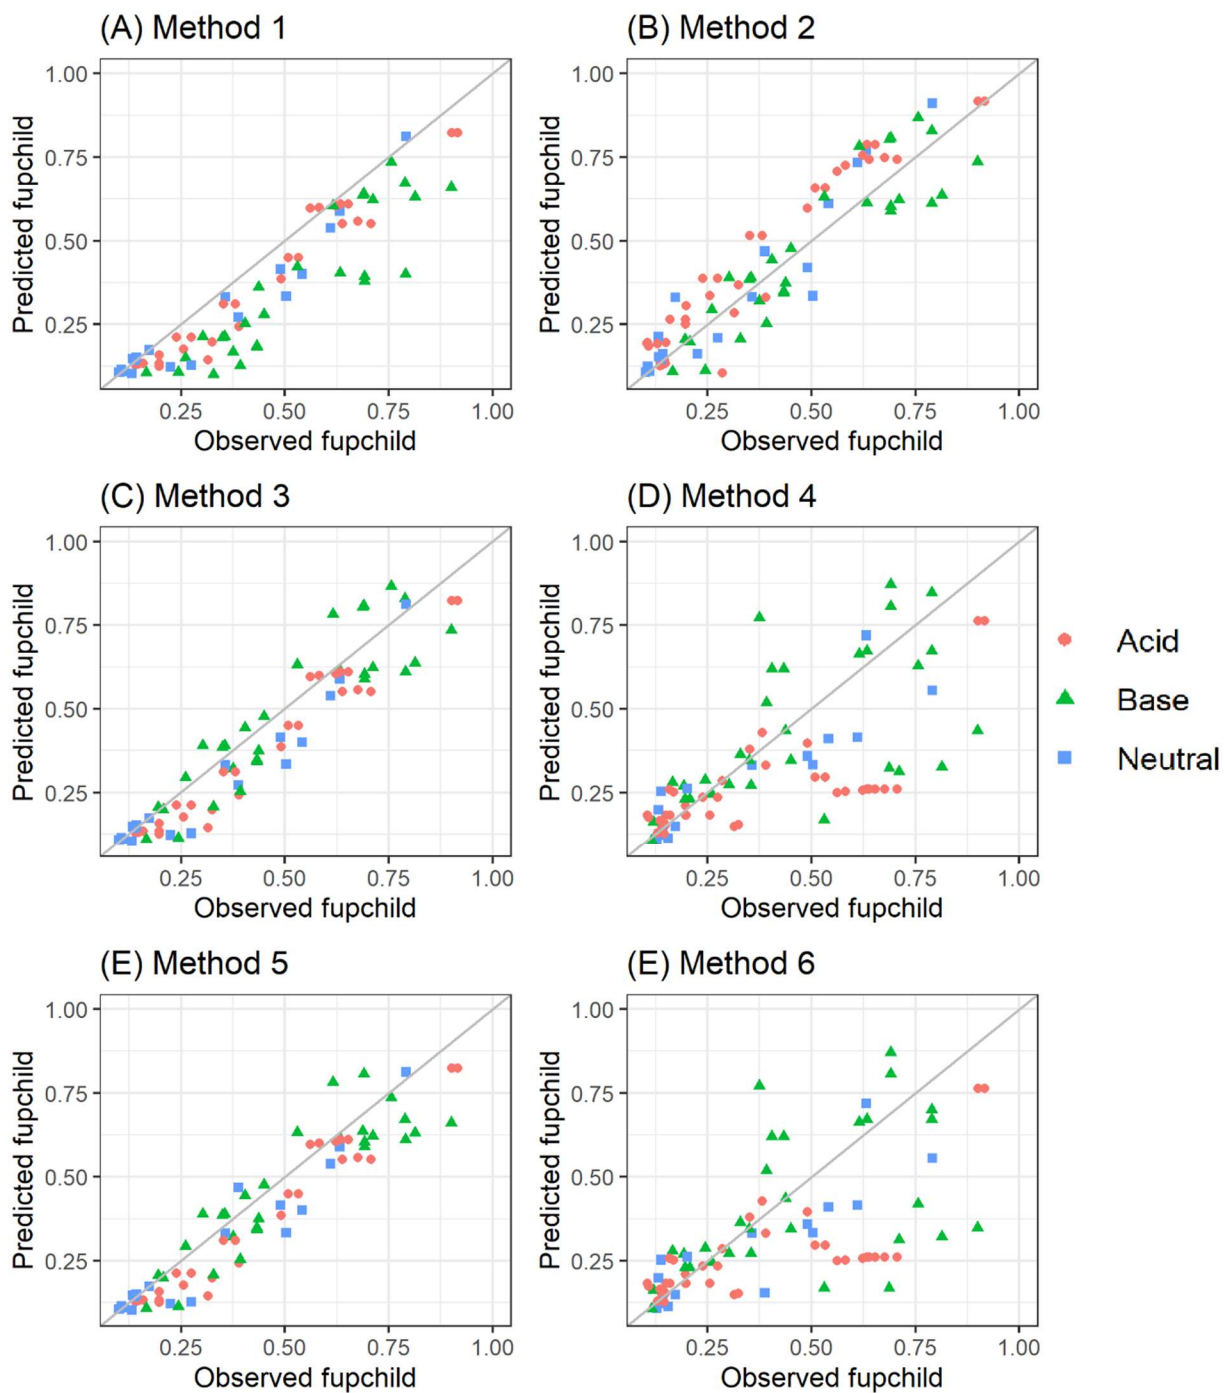 (A) Method 1
Predicted fupchild
1.00
0.75
0.50
0.25
0.25 0.50 0.75 1.00
Observed fupchild
(B) Method 2
Predicted fupchild
1.00
0.75
0.50
0.25
0.25 0.50 0.75 1.00
Observed fupchild
(C) Method 3
Predicted fupchild
1.00
0.75
0.50
0.25
0.25 0.50 0.75 1.00
Observed fupchild
(D) Method 4
Predicted fupchild
1.00
0.75
0.50
0.25
0.25 0.50 0.75 1.00
Observed fupchild
Acid
Base
Neutral
(E) Method 5
Predicted fupchild
1.00
0.75
0.50
0.25
0.25 0.50 0.75 1.00
Observed fupchild
(E) Method 6
Predicted fupchild
1.00
0.75
0.50
0.25
0.25 0.50 0.75 1.00
Observed fupchild